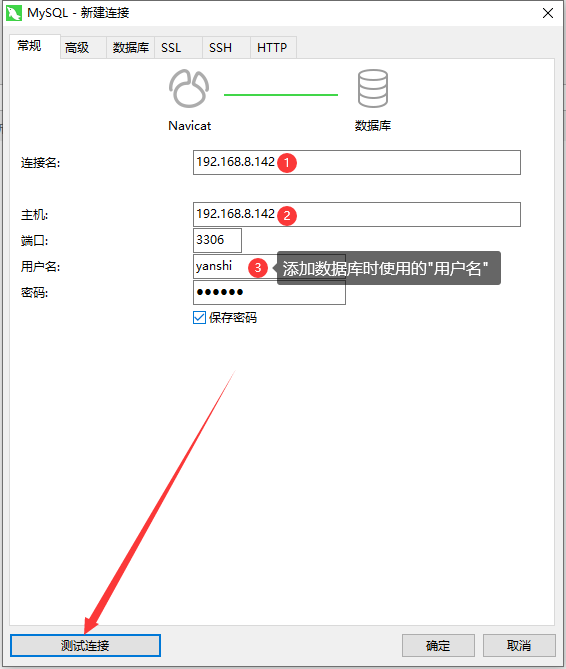 MySQL - 新建连接
常规 高级 数据库 SSL SSH HTTP
Navicat 数据库
连接名: 192.168.8.142 1
主机: 192.168.8.142 2
端口: 3306
用户名: yanshi 3 添加数据库时使用的"用户名"
密码: ●●●●●●
保存密码
测试连接 确定 取消